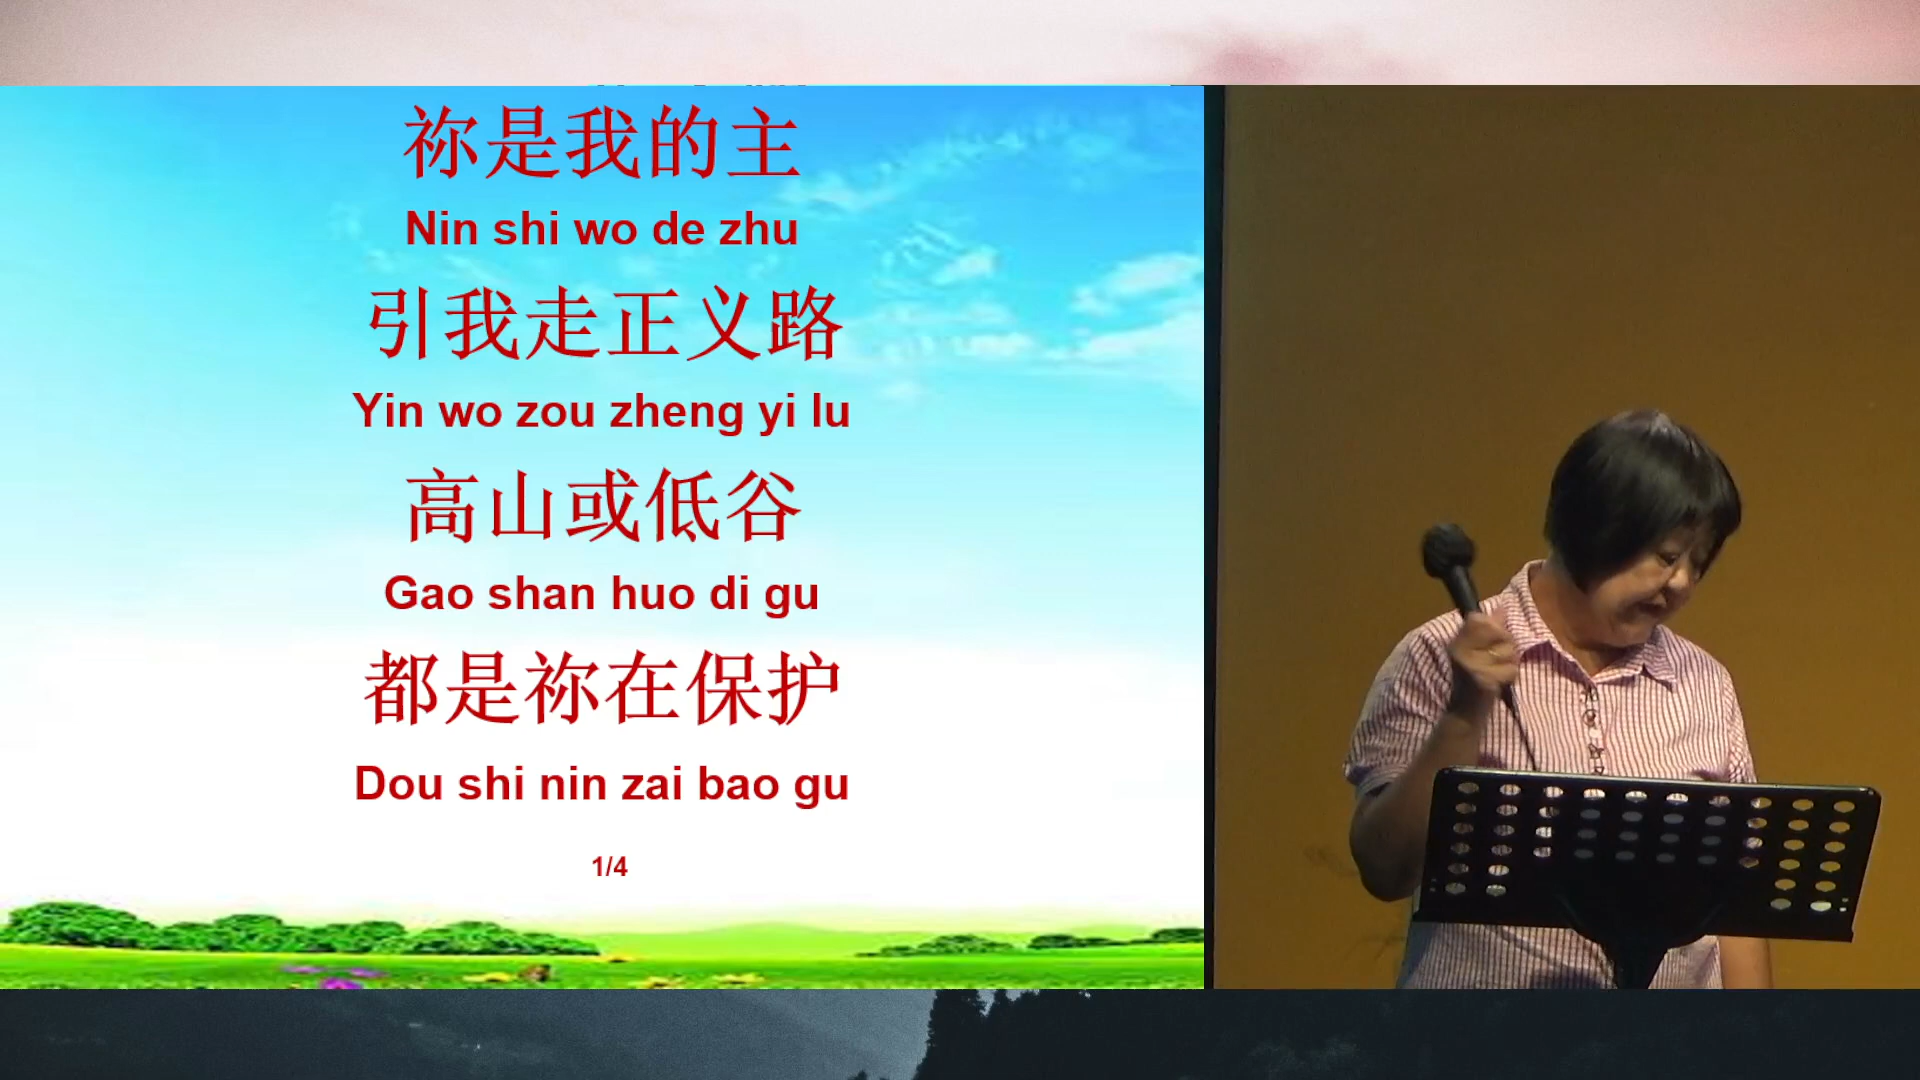 祢是我的主
Nin shi wo de zhu
引我走正义路
Yin wo zou zheng yi lu
高山或低谷
Gao shan huo di gu
都是祢在保护
Dou shi nin zai bao gu
1/4